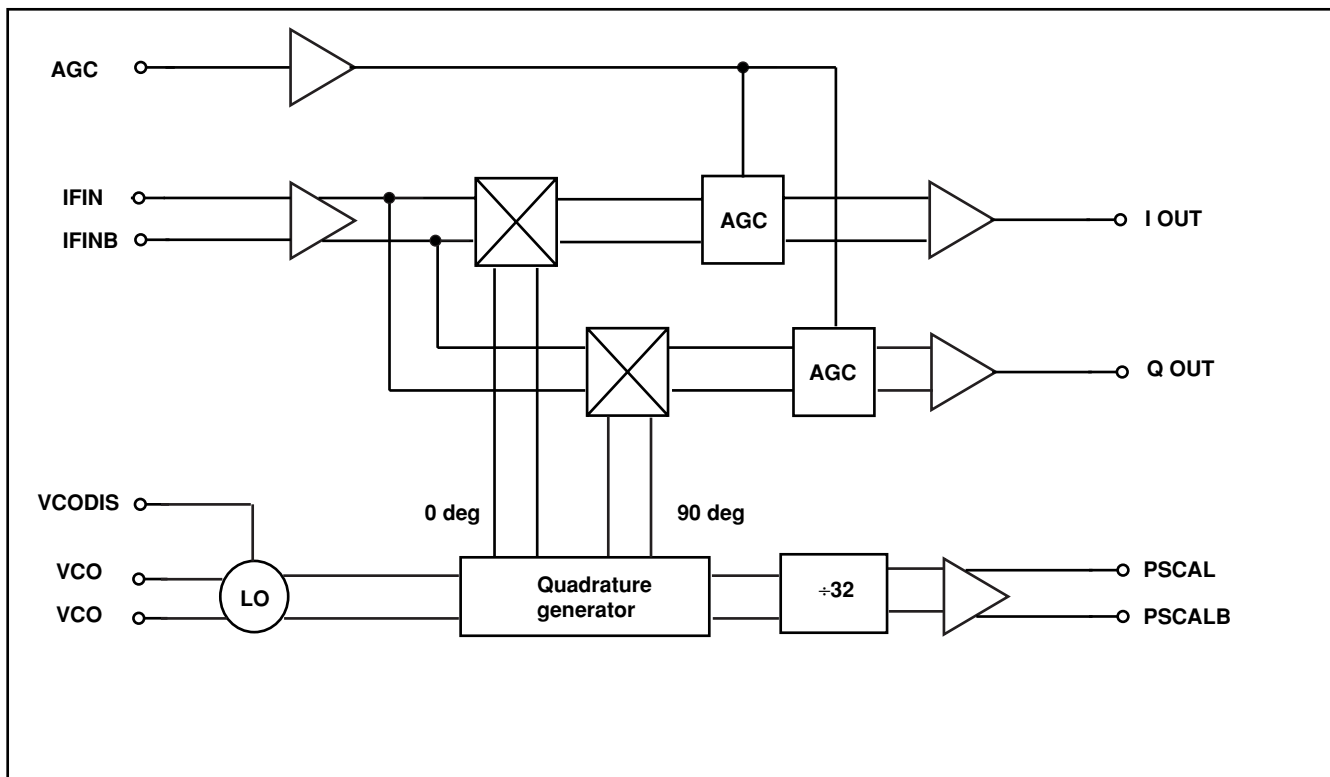 AGC
IFIN
IFINB
AGC
I OUT
AGC
Q OUT
VCODIS
0 deg
90 deg
VCO
VCO
LO
Quadrature
generator
÷32
PSCAL
PSCALB